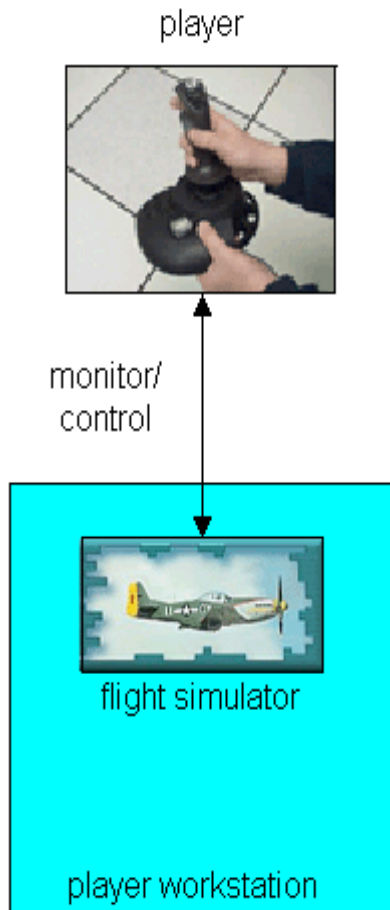 player
monitor/
control
flight simulator
player workstation